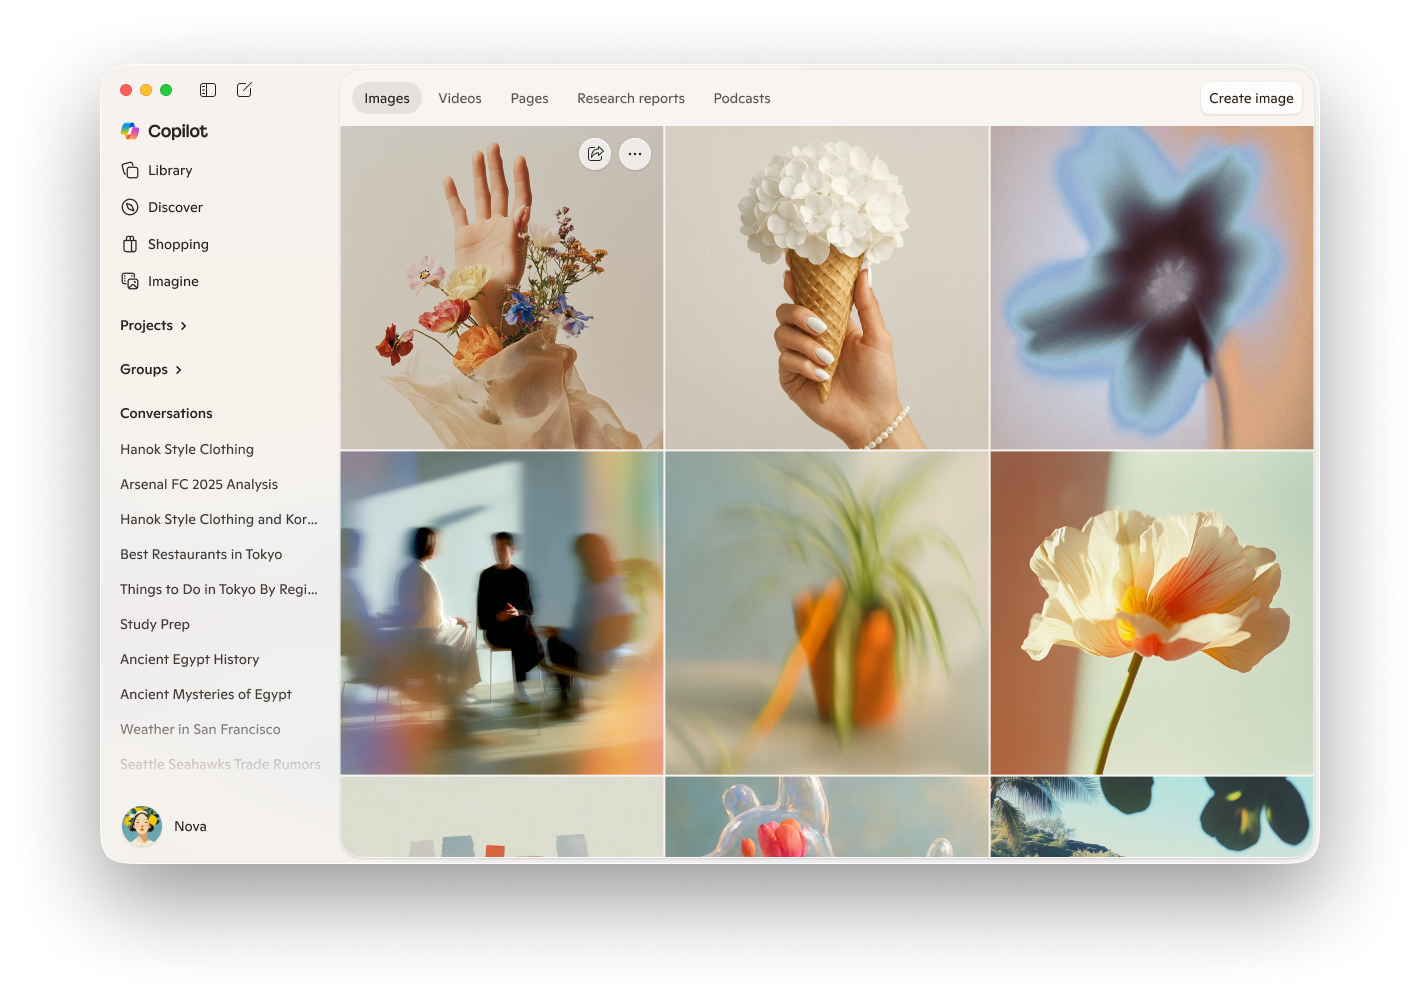 Copilot
Library
Discover
Shopping
Imagine
Projects
Groups
Conversations
Hanok Style Clothing
Arsenal FC 2025 Analysis
Hanok Style Clothing and Kor...
Best Restaurants in Tokyo
Things to Do in Tokyo By Regi...
Study Prep
Ancient Egypt History
Ancient Mysteries of Egypt
Weather in San Francisco
Seattle Seahawks Trade Rumors
Nova
Images Videos Pages Research reports Podcasts Create image